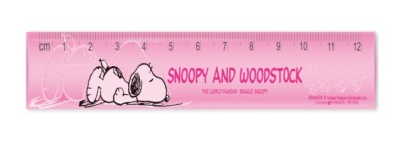 cm 1 2 3 4 5 6 7 8 9 10 11 12
SNOOPY AND WOODSTOCK
THE WORLD FAMOUS BEAGLE SNOOPY